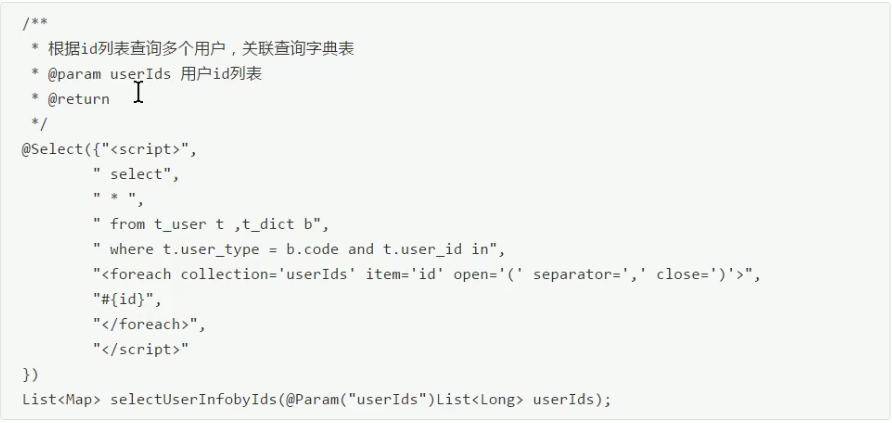 /**
 * 根据id列表查询多个用户，关联查询字典表
 * @param userIds 用户id列表
 * @return
 */
@Select({"<script>",
        " select",
        " * ",
        " from t_user t ,t_dict b",
        " where t.user_type = b.code and t.user_id in",
        "<foreach collection='userIds' item='id' open='(' separator=',' close=')'>",
        "#{id}",
        "</foreach>",
        "</script>"
})
List<Map> selectUserInfobyIds(@Param("userIds")List<Long> userIds);